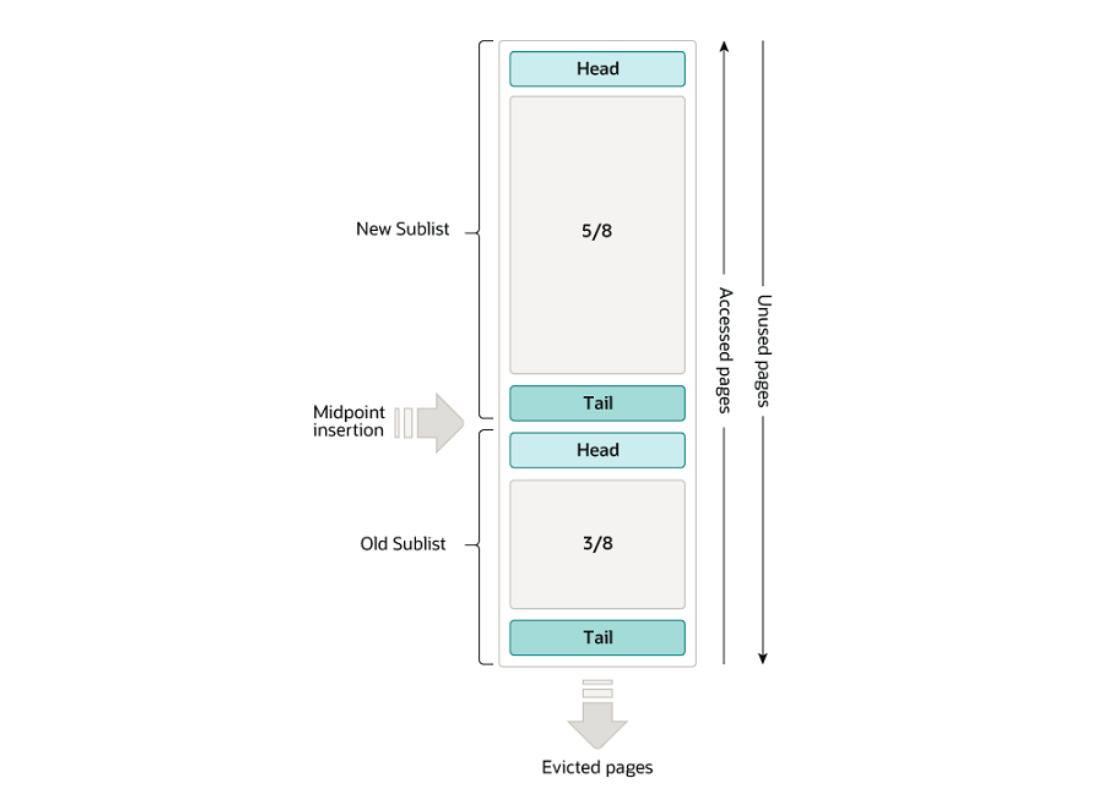 Head
5/8
New Sublist
Accessed pages
Unused pages
Tail
Midpoint
insertion
Head
Old Sublist
3/8
Tail
Evicted pages